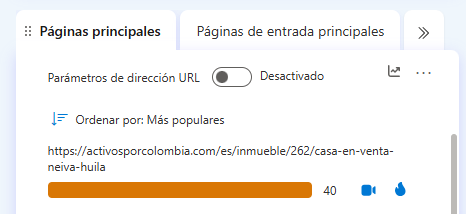 Páginas principales
Páginas de entrada principales
Parámetros de dirección URL
Desactivado
Ordenar por: Más populares
https://activosporcolombia.com/es/inmueble/262/casa-en-venta-
neiva-huila
40